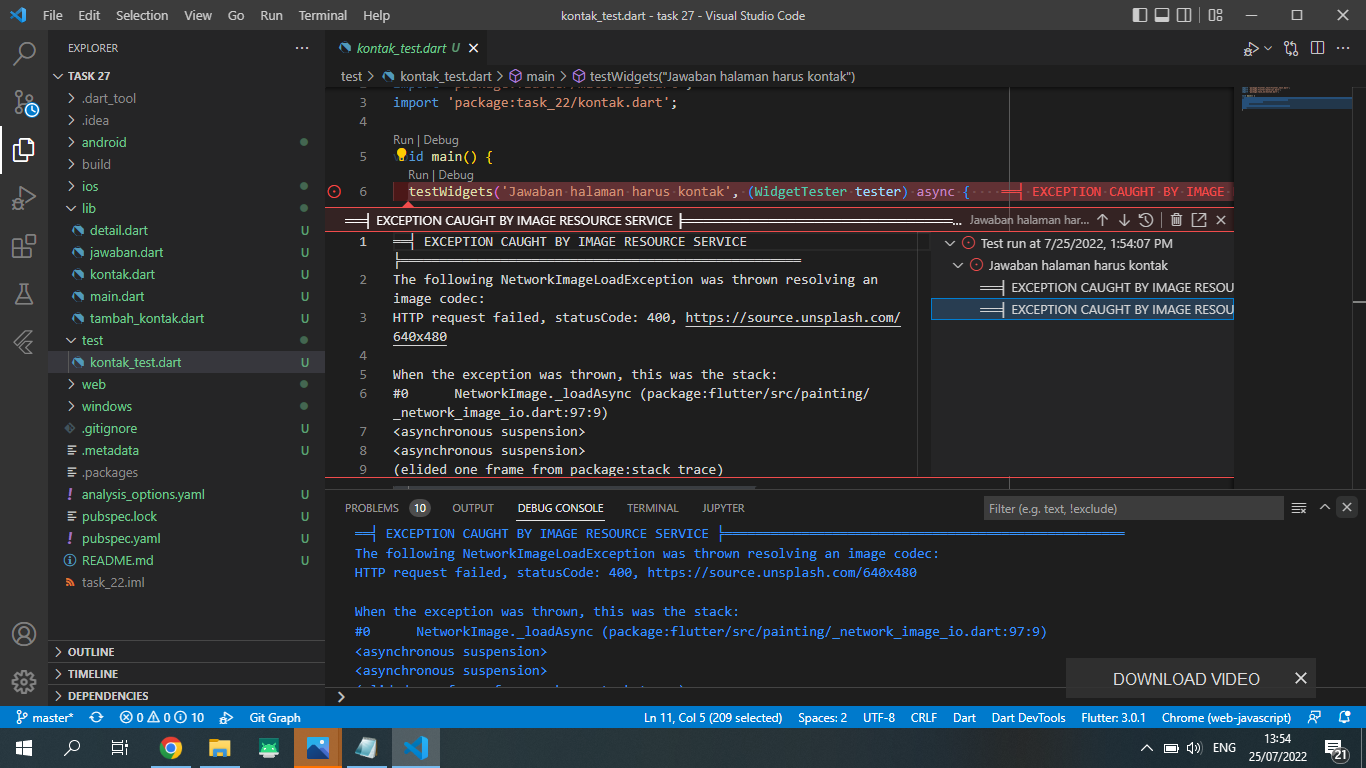 File Edit Selection View Go Run Terminal Help
kontak_test.dart - task 27 - Visual Studio Code
EXPLORER
TASK 27
.dart_tool
.idea
android
build
ios
lib
detail.dart U
jawaban.dart U
kontak.dart U
main.dart U
tambah_kontak.dart U
test
kontak_test.dart U
web
windows
.gitignore U
.metadata U
.packages
analysis_options.yaml U
pubspec.lock U
pubspec.yaml U
README.md U
task_22.iml
OUTLINE
TIMELINE
DEPENDENCIES
kontak_test.dart U
test > kontak_test.dart > main > testWidgets("Jawaban halaman harus kontak")
3 import 'package:task_22/kontak.dart';
4
Run | Debug
5 id main() {
Run | Debug
6 testWidgets('Jawaban halaman harus kontak', (WidgetTester tester) async { ══╡ EXCEPTION CAUGHT BY IMAGE
══╡ EXCEPTION CAUGHT BY IMAGE RESOURCE SERVICE ╞═══════════... Jawaban halaman har...
1 ══╡ EXCEPTION CAUGHT BY IMAGE RESOURCE SERVICE
╞════════════════════════════════════════════════════
2 The following NetworkImageLoadException was thrown resolving an
image codec:
3 HTTP request failed, statusCode: 400, https://source.unsplash.com/
640x480
4
5 When the exception was thrown, this was the stack:
6 #0 NetworkImage._loadAsync (package:flutter/src/painting/
_network_image_io.dart:97:9)
7 <asynchronous suspension>
8 <asynchronous suspension>
9 (elided one frame from package:stack_trace)
Test run at 7/25/2022, 1:54:07 PM
Jawaban halaman harus kontak
══╡ EXCEPTION CAUGHT BY IMAGE RESOU
══╡ EXCEPTION CAUGHT BY IMAGE RESOU
PROBLEMS 10 OUTPUT DEBUG CONSOLE TERMINAL JUPYTER
Filter (e.g. text, !exclude)
══╡ EXCEPTION CAUGHT BY IMAGE RESOURCE SERVICE ╞════════════════════════════════════════════════════
The following NetworkImageLoadException was thrown resolving an image codec:
HTTP request failed, statusCode: 400, https://source.unsplash.com/640x480
When the exception was thrown, this was the stack:
#0 NetworkImage._loadAsync (package:flutter/src/painting/_network_image_io.dart:97:9)
<asynchronous suspension>
<asynchronous suspension>
DOWNLOAD VIDEO
master* 0 0 10 Git Graph
Ln 11, Col 5 (209 selected) Spaces: 2 UTF-8 CRLF Dart Dart DevTools Flutter: 3.0.1 Chrome (web-javascript)
ENG
13:54
25/07/2022
21